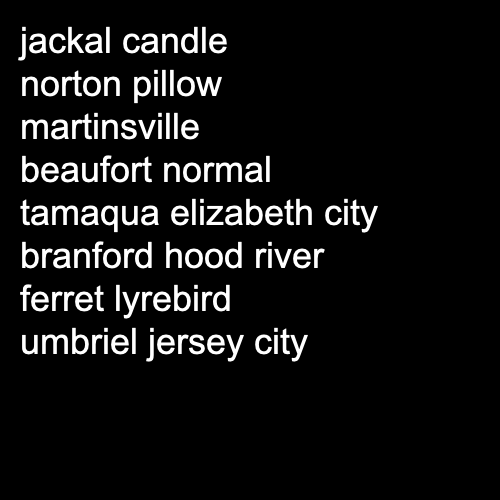 jackal candle
norton pillow
martinsville
beaufort normal
tamaqua elizabeth city
branford hood river
ferret lyrebird
umbriel jersey city